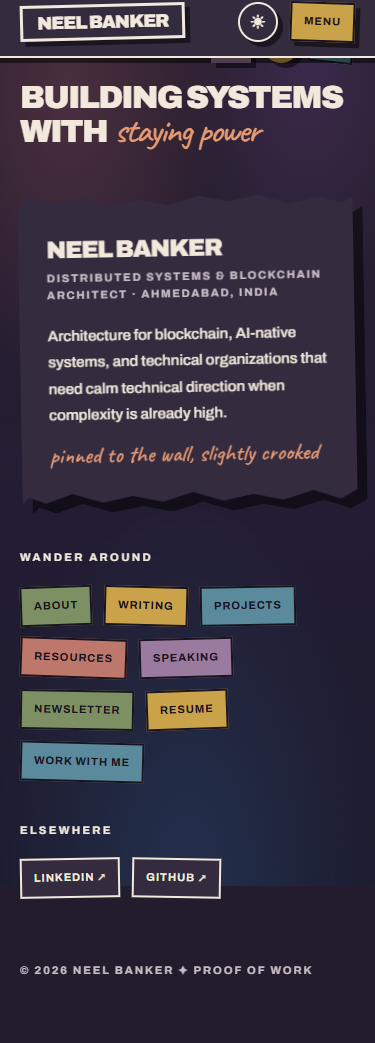 NEEL BANKER
MENU
BUILDING SYSTEMS
WITH staying power
NEEL BANKER
DISTRIBUTED SYSTEMS & BLOCKCHAIN
ARCHITECT · AHMEDABAD, INDIA
Architecture for blockchain, AI-native
systems, and technical organizations that
need calm technical direction when
complexity is already high.
pinned to the wall, slightly crooked
WANDER AROUND
ABOUT WRITING PROJECTS
RESOURCES SPEAKING
NEWSLETTER RESUME
WORK WITH ME
ELSEWHERE
LINKEDIN ↗ GITHUB ↗
© 2026 NEEL BANKER ✦ PROOF OF WORK